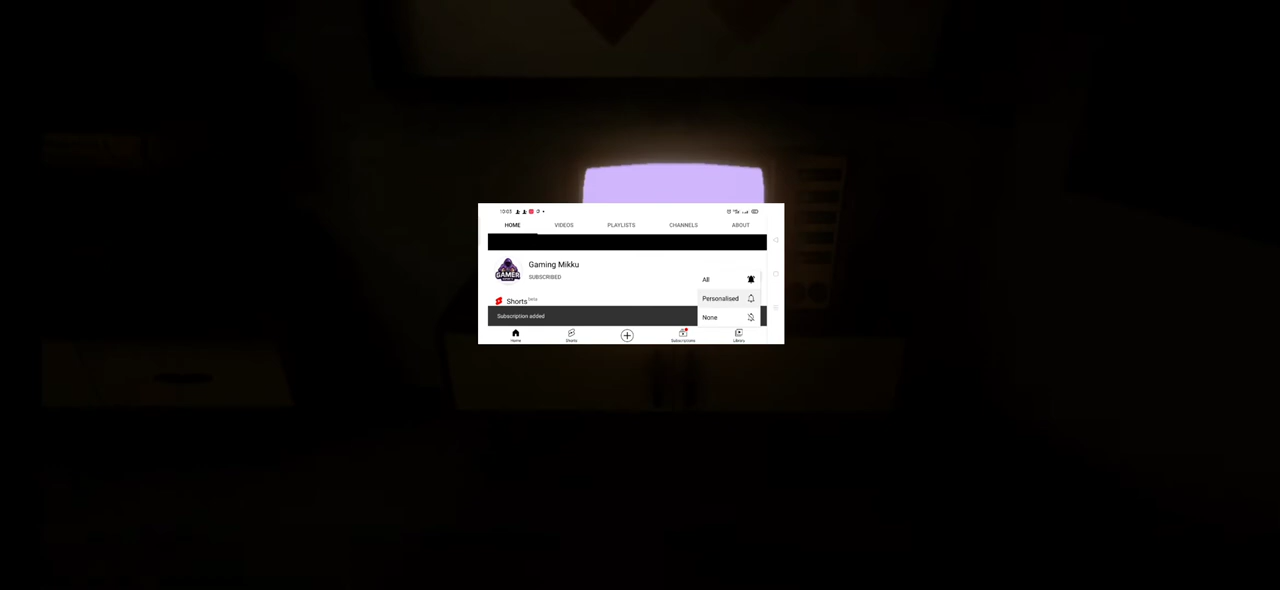 10:03
HOME VIDEOS PLAYLISTS CHANNELS ABOUT
GAMER
Gaming Mikku
SUBSCRIBED
All
Personalised
None
Shorts beta
Subscription added
Home Shorts Subscriptions Library